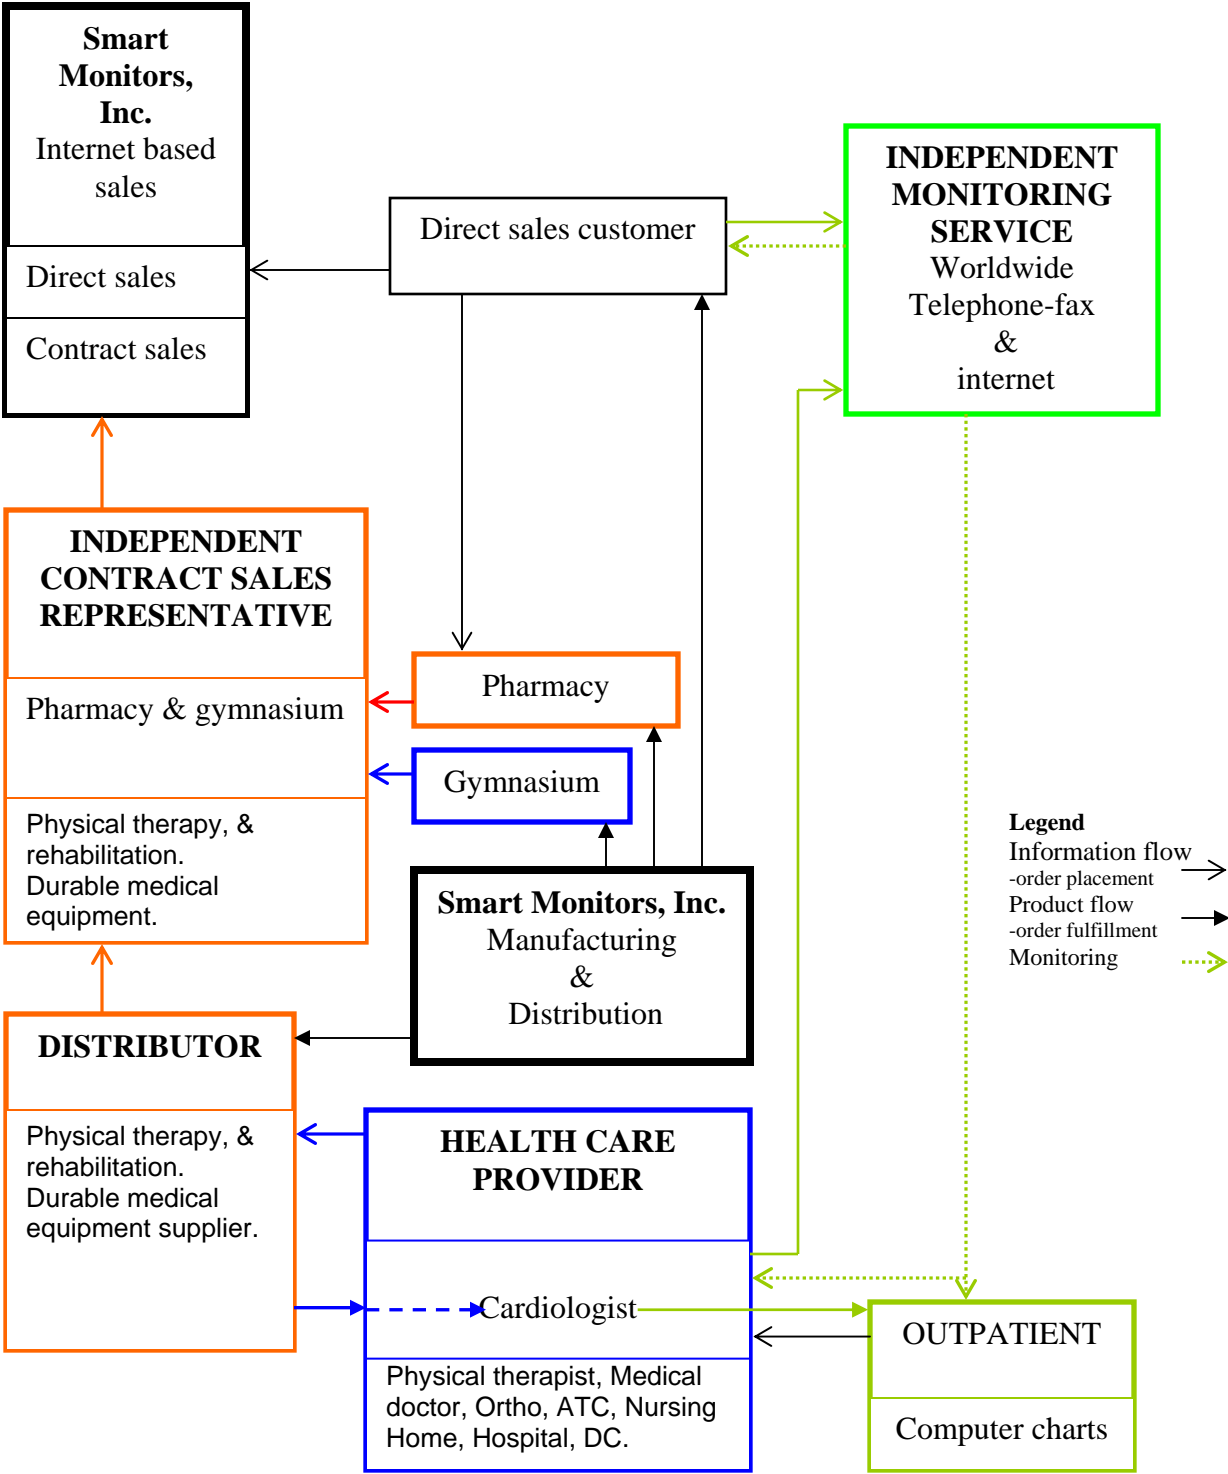 Smart
Monitors,
Inc.
Internet based
sales
Direct sales
Contract sales
Direct sales customer
INDEPENDENT
MONITORING
SERVICE
Worldwide
Telephone-fax
&
internet
INDEPENDENT
CONTRACT SALES
REPRESENTATIVE
Pharmacy & gymnasium
Physical therapy, &
rehabilitation.
Durable medical
equipment.
Pharmacy
Gymnasium
Smart Monitors, Inc.
Manufacturing
&
Distribution
Legend
Information flow
-order placement
Product flow
-order fulfillment
Monitoring
DISTRIBUTOR
Physical therapy, &
rehabilitation.
Durable medical
equipment supplier.
HEALTH CARE
PROVIDER
Cardiologist
Physical therapist, Medical
doctor, Ortho, ATC, Nursing
Home, Hospital, DC.
OUTPATIENT
Computer charts